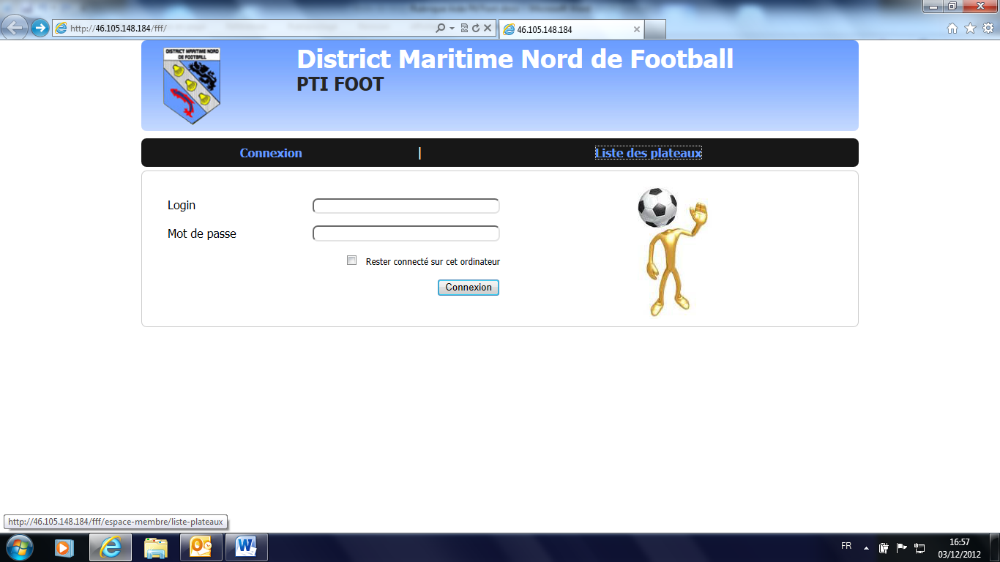 http://46.105.148.184/fff/
46.105.148.184
DISTRICT MARITIME NORD
DE FOOTBALL
District Maritime Nord de Football
PTI FOOT
Connexion | Liste des plateaux
Login
Mot de passe
Rester connecté sur cet ordinateur
Connexion
http://46.105.148.184/fff/espace-membre/liste-plateaux
FR
16:57
03/12/2012